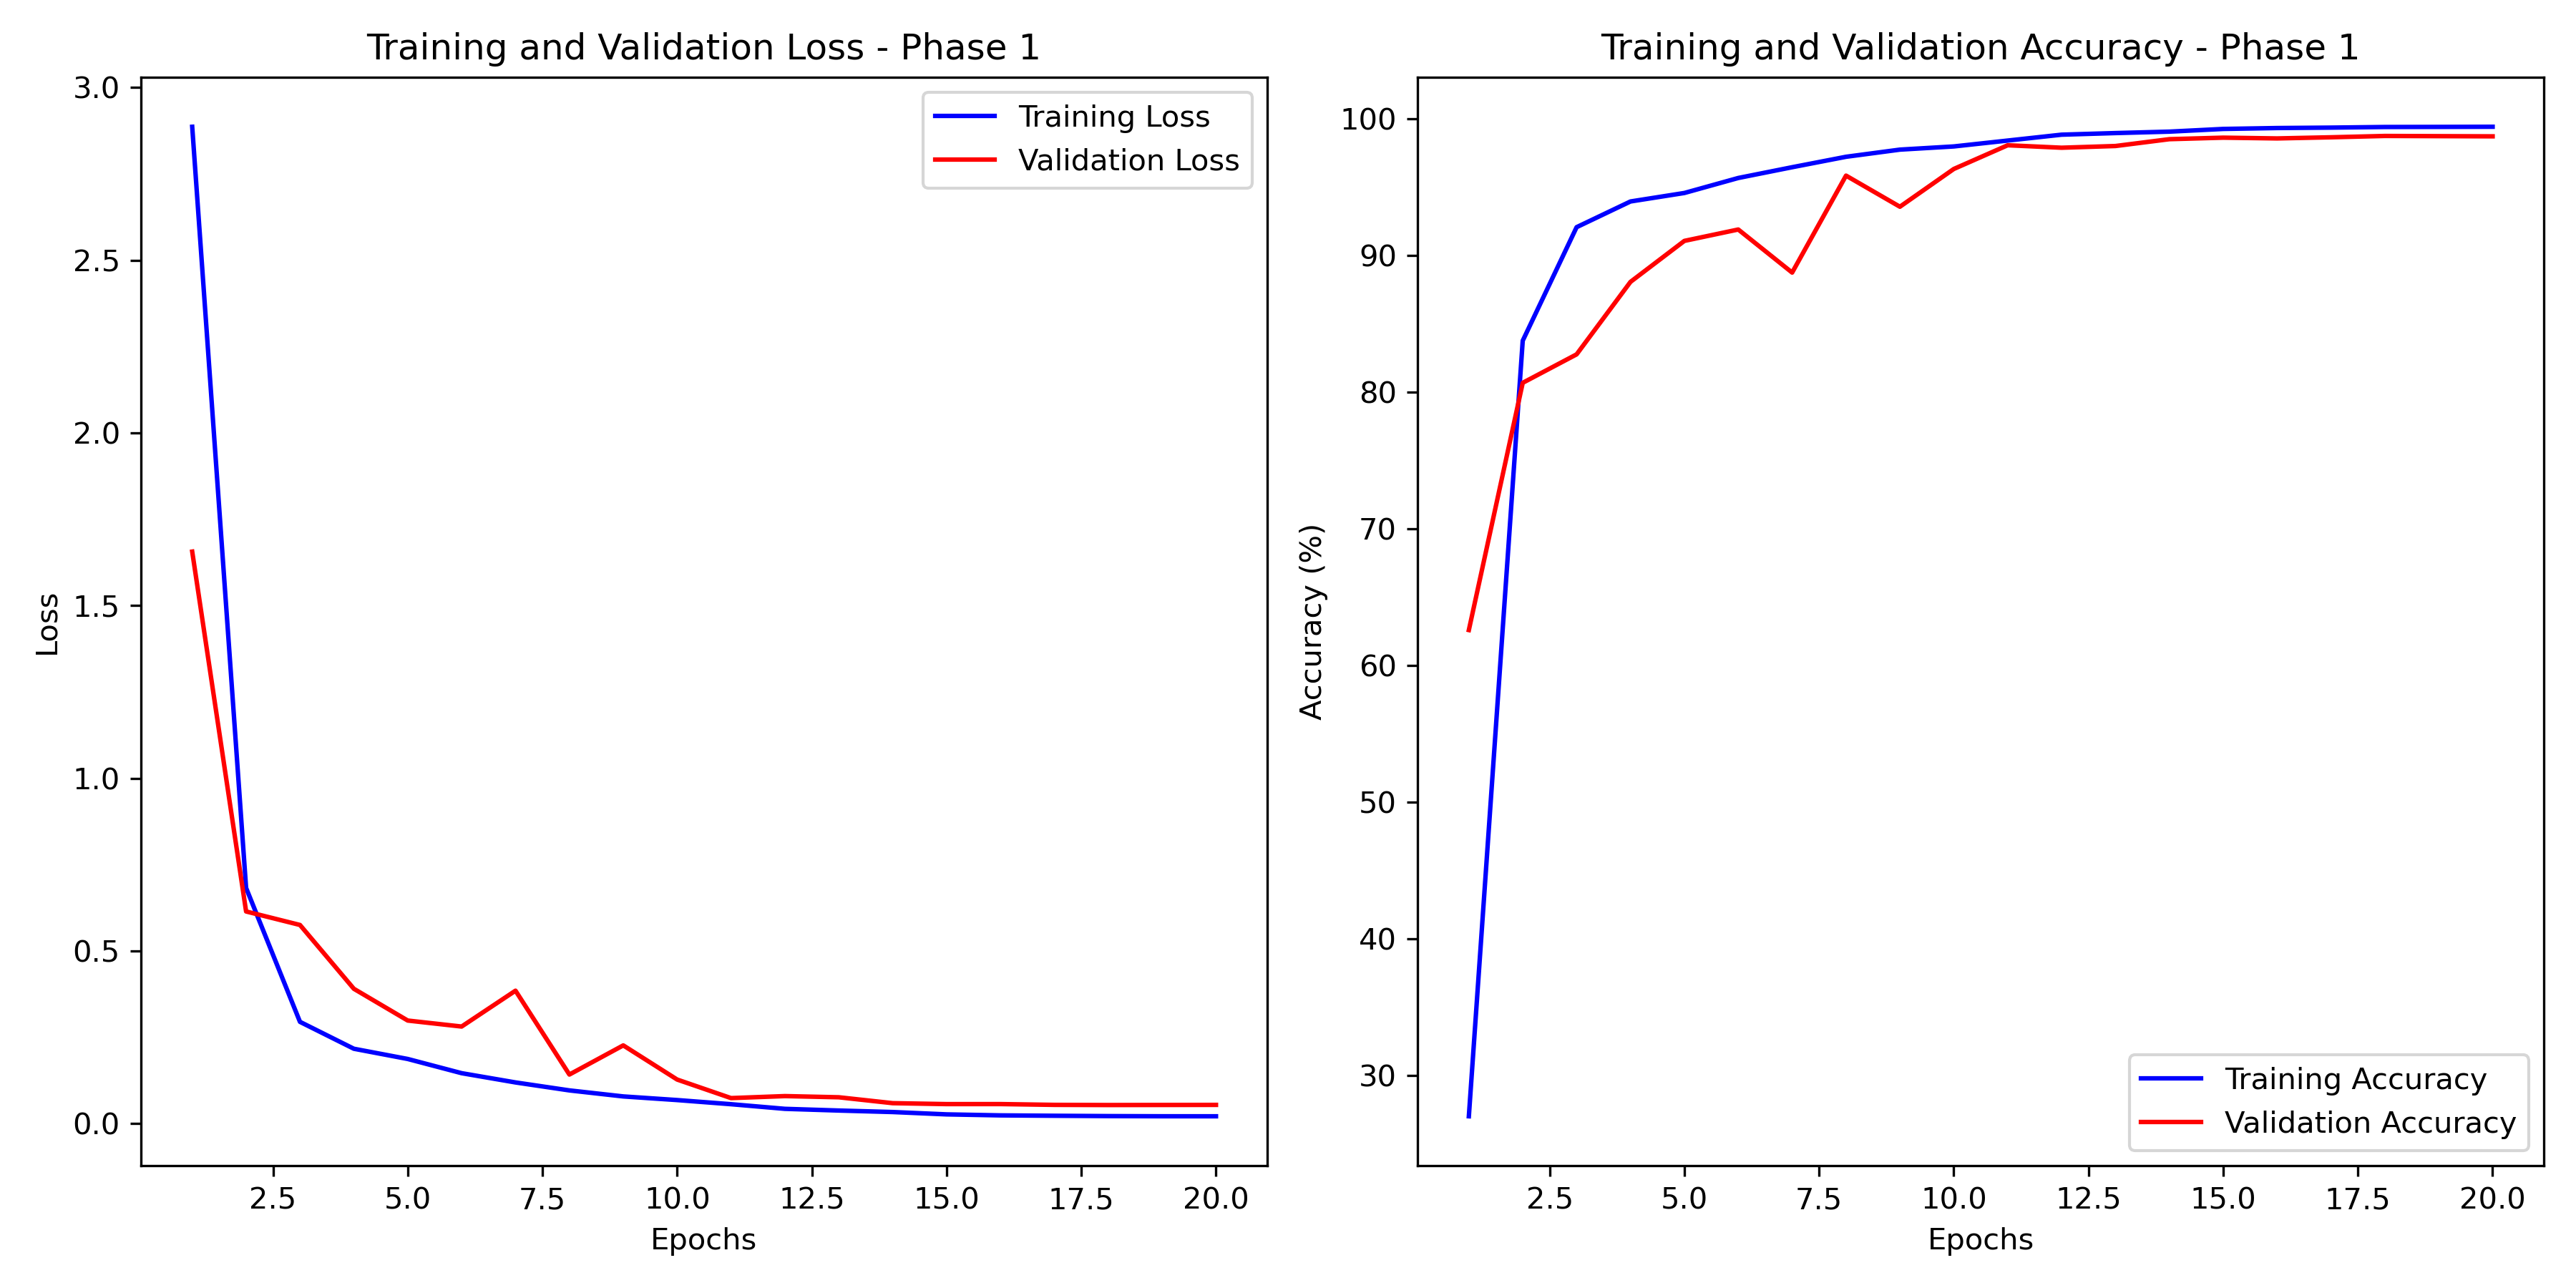 Training and Validation Loss - Phase 1
3.0
2.5
2.0
1.5
1.0
0.5
0.0
Loss
Training Loss
Validation Loss
2.5 5.0 7.5 10.0 12.5 15.0 17.5 20.0
Epochs
Training and Validation Accuracy - Phase 1
100
90
80
70
60
50
40
30
Accuracy (%)
Training Accuracy
Validation Accuracy
2.5 5.0 7.5 10.0 12.5 15.0 17.5 20.0
Epochs